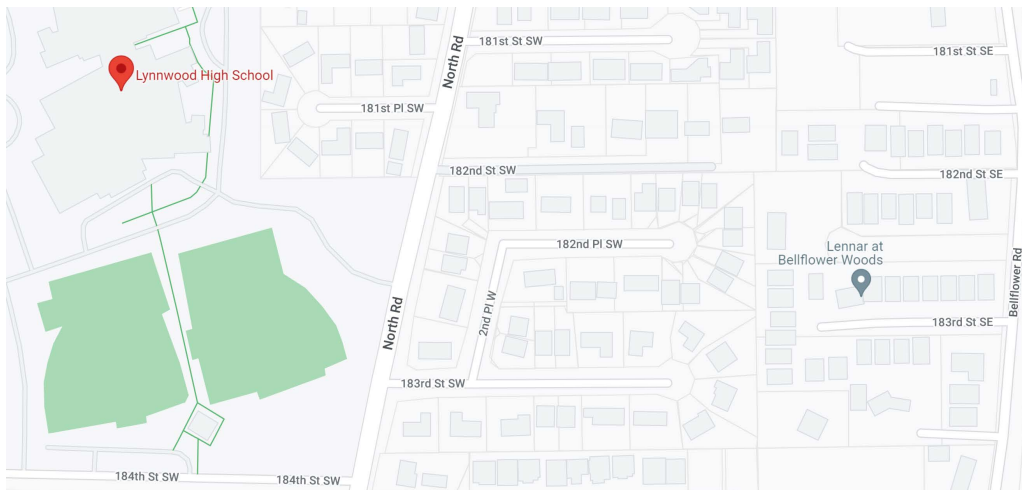 181st St SW
181st St SE
North Rd
Lynnwood High School
181st Pl SW
182nd St SW
182nd St SE
182nd Pl SW
Lennar at
Bellflower Woods
Bellflower Rd
2nd Pl W
North Rd
183rd St SE
183rd St SW
184th St SW
184th St SW